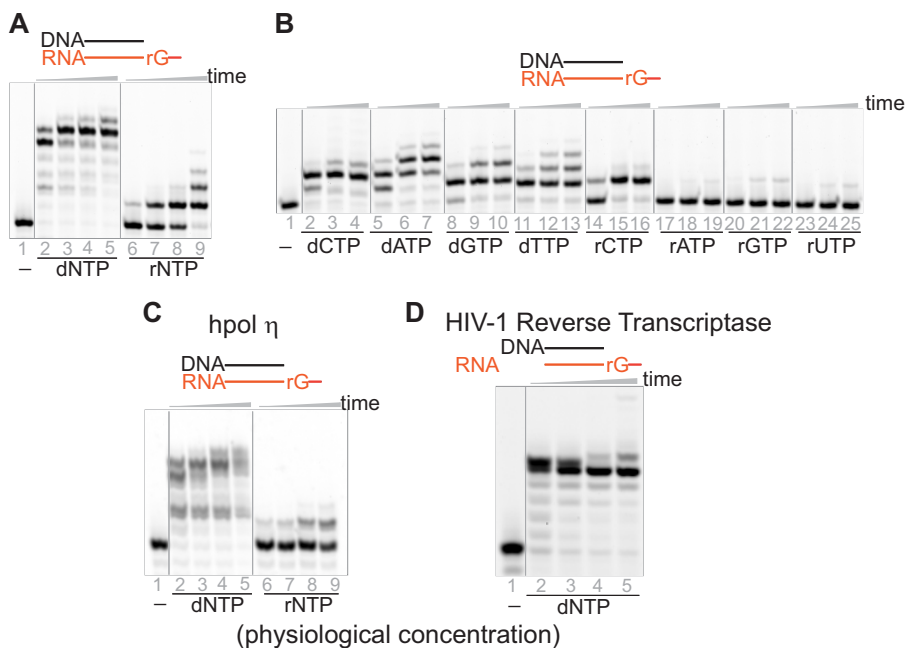 A
DNA
RNA rG
time
1 2 3 4 5 6 7 8 9
– dNTP rNTP
B
DNA
RNA rG
time
1 2 3 4 5 6 7 8 9 10 11 12 13 14 15 16 17 18 19 20 21 22 23 24 25
– dCTP dATP dGTP dTTP rCTP rATP rGTP rUTP
C hpol η
DNA
RNA rG
time
1 2 3 4 5 6 7 8 9
– dNTP rNTP
(physiological concentration)
D HIV-1 Reverse Transcriptase
DNA
RNA rG
time
1 2 3 4 5
– dNTP